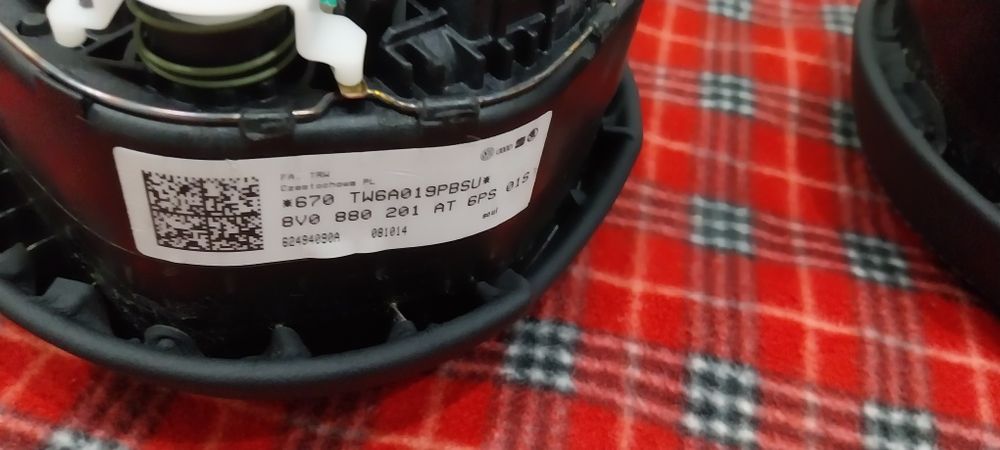 FA. TRW
Czestochowa PL
*670 TW6A019PBSU*
8V0 880 201 AT 6PS 01S
62494090A 081014